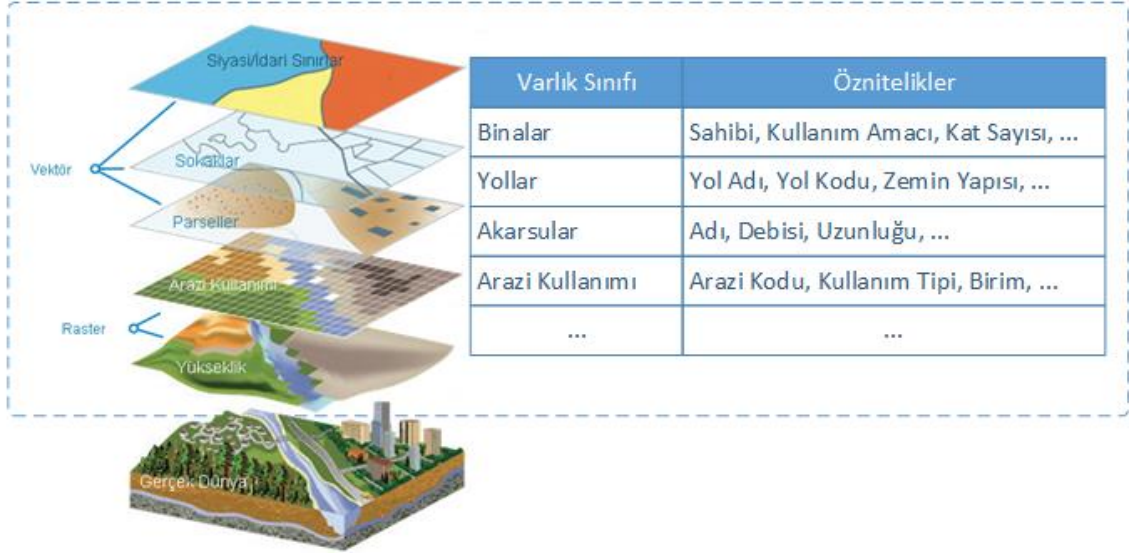 Siyasi/İdari Sınırlar
Sokaklar
Vektör
Parseller
Arazi Kullanımı
Raster
Yükseklik
Gerçek Dünya
Varlık Sınıfı Öznitelikler
Binalar Sahibi, Kullanım Amacı, Kat Sayısı, ...
Yollar Yol Adı, Yol Kodu, Zemin Yapısı, ...
Akarsular Adı, Debisi, Uzunluğu, ...
Arazi Kullanımı Arazi Kodu, Kullanım Tipi, Birim, ...
... ...